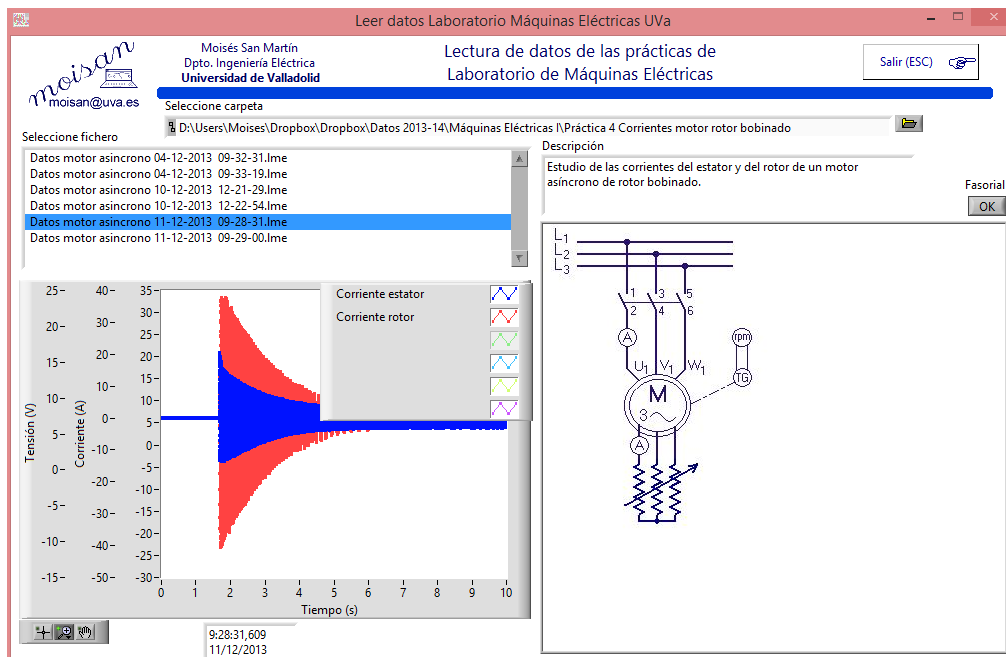 Leer datos Laboratorio Máquinas Eléctricas UVa
moisan
moisan@uva.es
Moisés San Martín
Dpto. Ingeniería Eléctrica
Universidad de Valladolid
Lectura de datos de las prácticas de
Laboratorio de Máquinas Eléctricas
Salir (ESC)
Seleccione carpeta
D:\Users\Moises\Dropbox\Dropbox\Datos 2013-14\Máquinas Eléctricas I\Práctica 4 Corrientes motor rotor bobinado
Seleccione fichero
Datos motor asincrono 04-12-2013 09-32-31.lme
Datos motor asincrono 04-12-2013 09-33-19.lme
Datos motor asincrono 10-12-2013 12-21-29.lme
Datos motor asincrono 10-12-2013 12-22-54.lme
Datos motor asincrono 11-12-2013 09-28-31.lme
Datos motor asincrono 11-12-2013 09-29-00.lme
Descripción
Estudio de las corrientes del estator y del rotor de un motor
asíncrono de rotor bobinado.
Fasorial
OK
Tensión (V)
25
20
15
10
5
0
-5
-10
-15
Corriente (A)
40
30
20
10
0
-10
-20
-30
-40
-50
35
30
25
20
15
10
5
0
-5
-10
-15
-20
-25
-30
0 1 2 3 4 5 6 7 8 9 10
Tiempo (s)
Corriente estator
Corriente rotor
9:28:31,609
11/12/2013
L1
L2
L3
1 3 5
2 4 6
A
rpm
U1 V1 W1
TG
M
3
A